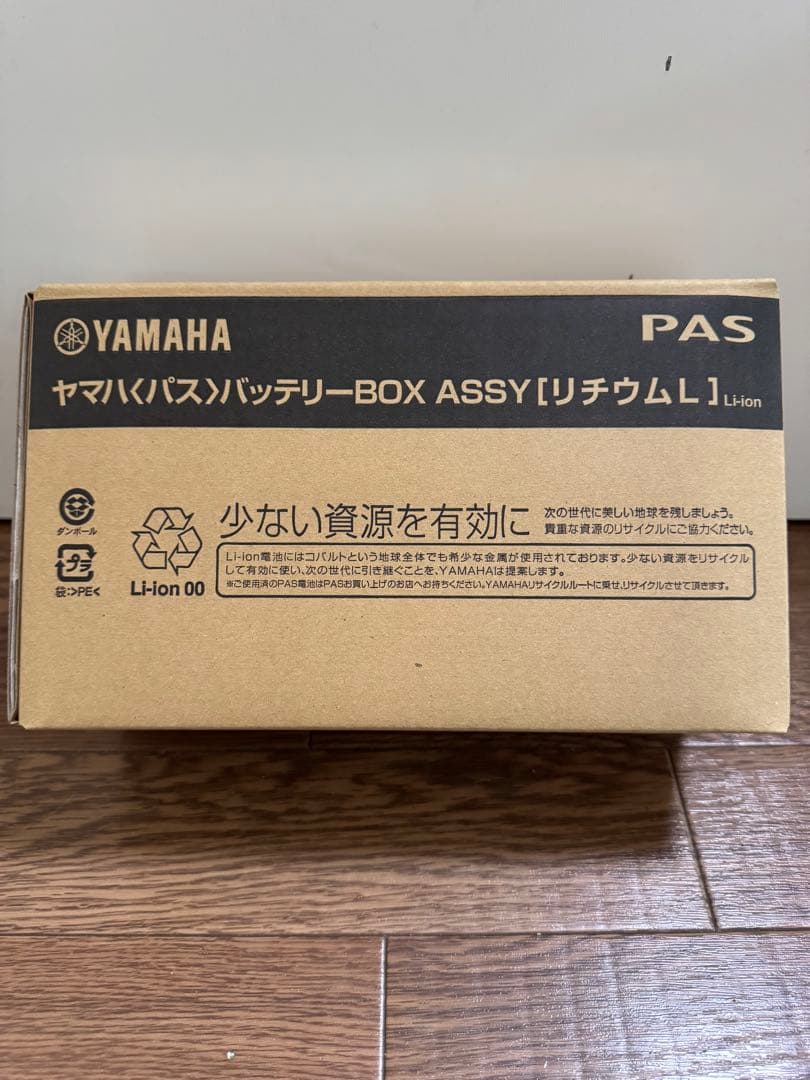 YAMAHA
PAS
ヤマハ〈パス〉バッテリーBOX ASSY[リチウムL] Li-ion
ダンボール
プラ
袋:>PE<
Li-ion 00
少ない資源を有効に
次の世代に美しい地球を残しましょう。
貴重な資源のリサイクルにご協力ください。
Li-ion電池にはコバルトという地球全体でも希少な金属が使用されております。少ない資源をリサイクル
して有効に使い、次の世代に引き継ぐことを、YAMAHAは提案します。
※ご使用済のPAS電池はPASお買い上げのお店へお持ちください。YAMAHAリサイクルルートに乗せ、リサイクルさせて頂きます。